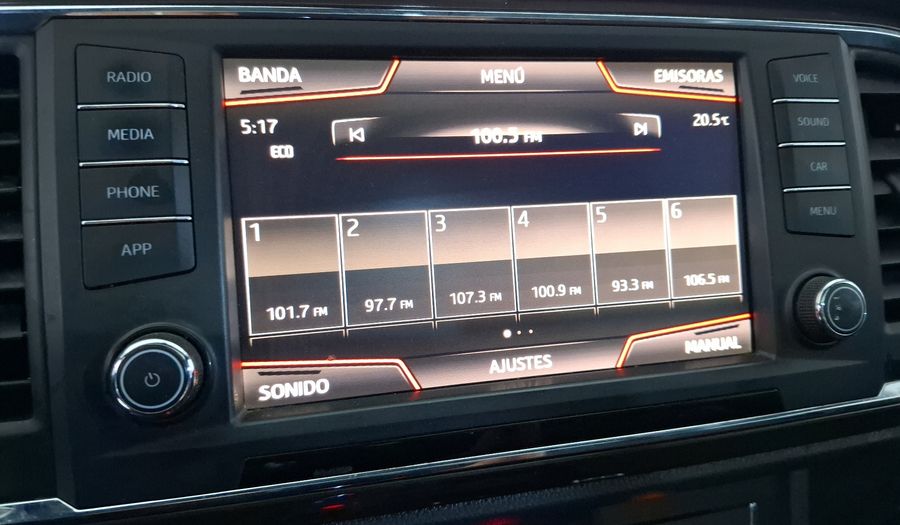 RADIO
MEDIA
PHONE
APP
BANDA
MENÚ
EMISORAS
5:17
ECO
100.5 FM
20.5°C
1
101.7 FM
2
97.7 FM
3
107.3 FM
4
100.9 FM
5
93.3 FM
6
106.5 FM
SONIDO
AJUSTES
MANUAL
VOICE
SOUND
CAR
MENU